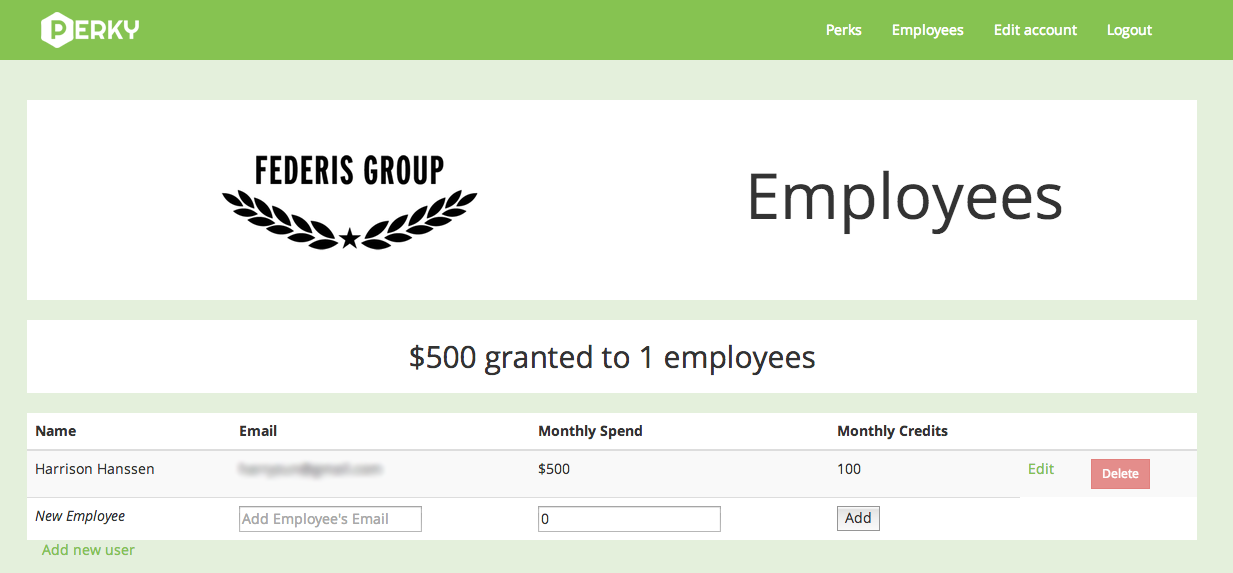 PERKY
Perks Employees Edit account Logout
FEDERIS GROUP
Employees
$500 granted to 1 employees
Name Email Monthly Spend Monthly Credits
Harrison Hanssen $500 100 Edit Delete
New Employee Add Employee's Email 0 Add
Add new user